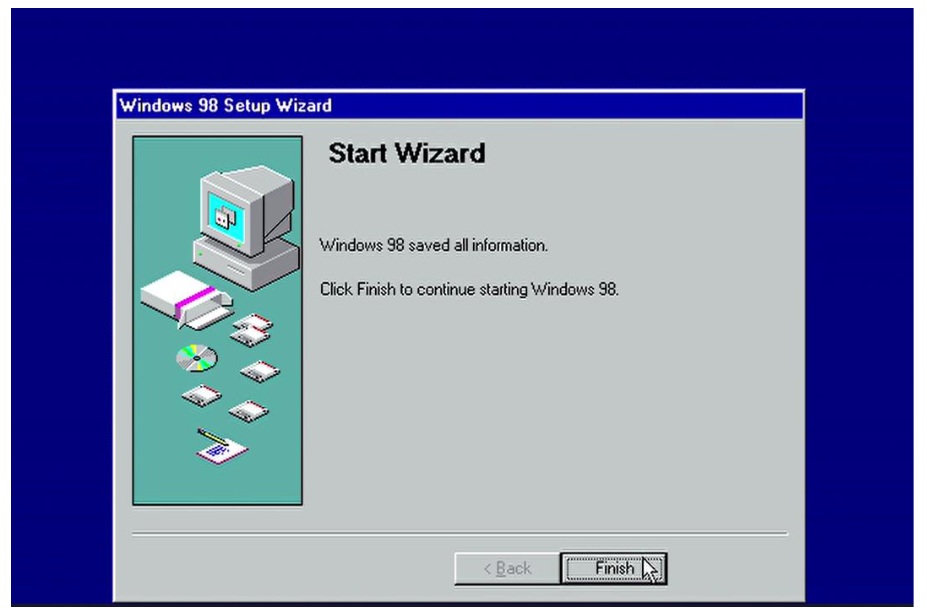 Windows 98 Setup Wizard
Start Wizard
Windows 98 saved all information.
Click Finish to continue starting Windows 98.
< Back
Finish